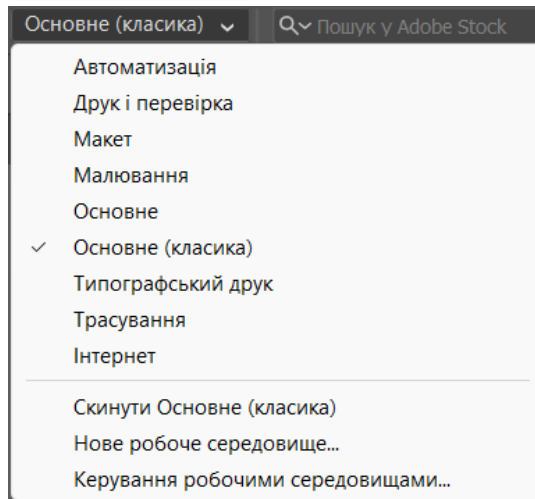 Основне (класика) Пошук у Adobe Stock
Автоматизація
Друк і перевірка
Макет
Малювання
Основне
Основне (класика)
Типографський друк
Трасування
Інтернет
Скинути Основне (класика)
Нове робоче середовище...
Керування робочими середовищами...